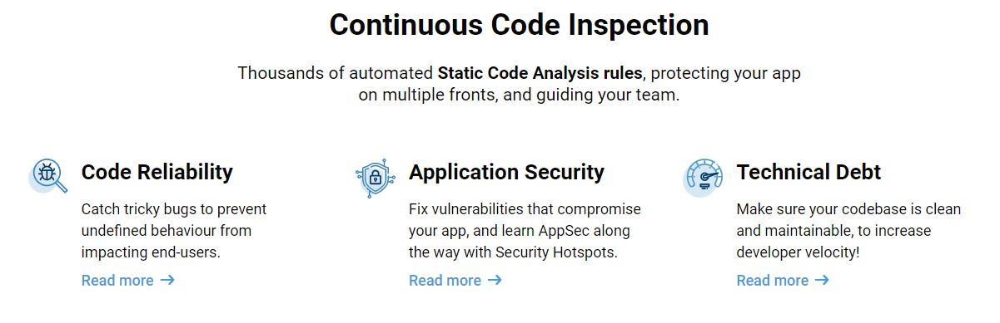 Continuous Code Inspection
Thousands of automated Static Code Analysis rules, protecting your app
on multiple fronts, and guiding your team.
Code Reliability
Catch tricky bugs to prevent
undefined behaviour from
impacting end-users.
Read more →
Application Security
Fix vulnerabilities that compromise
your app, and learn AppSec along
the way with Security Hotspots.
Read more →
Technical Debt
Make sure your codebase is clean
and maintainable, to increase
developer velocity!
Read more →